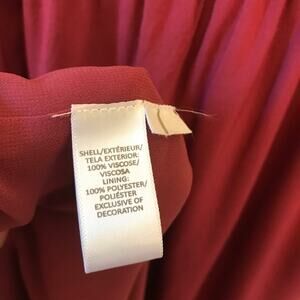 SHELL/EXTÉRIEUR/
TELA EXTERIOR:
100% VISCOSE/
VISCOSA
LINING:
100% POLYESTER/
POLIÉSTER
EXCLUSIVE OF
DECORATION